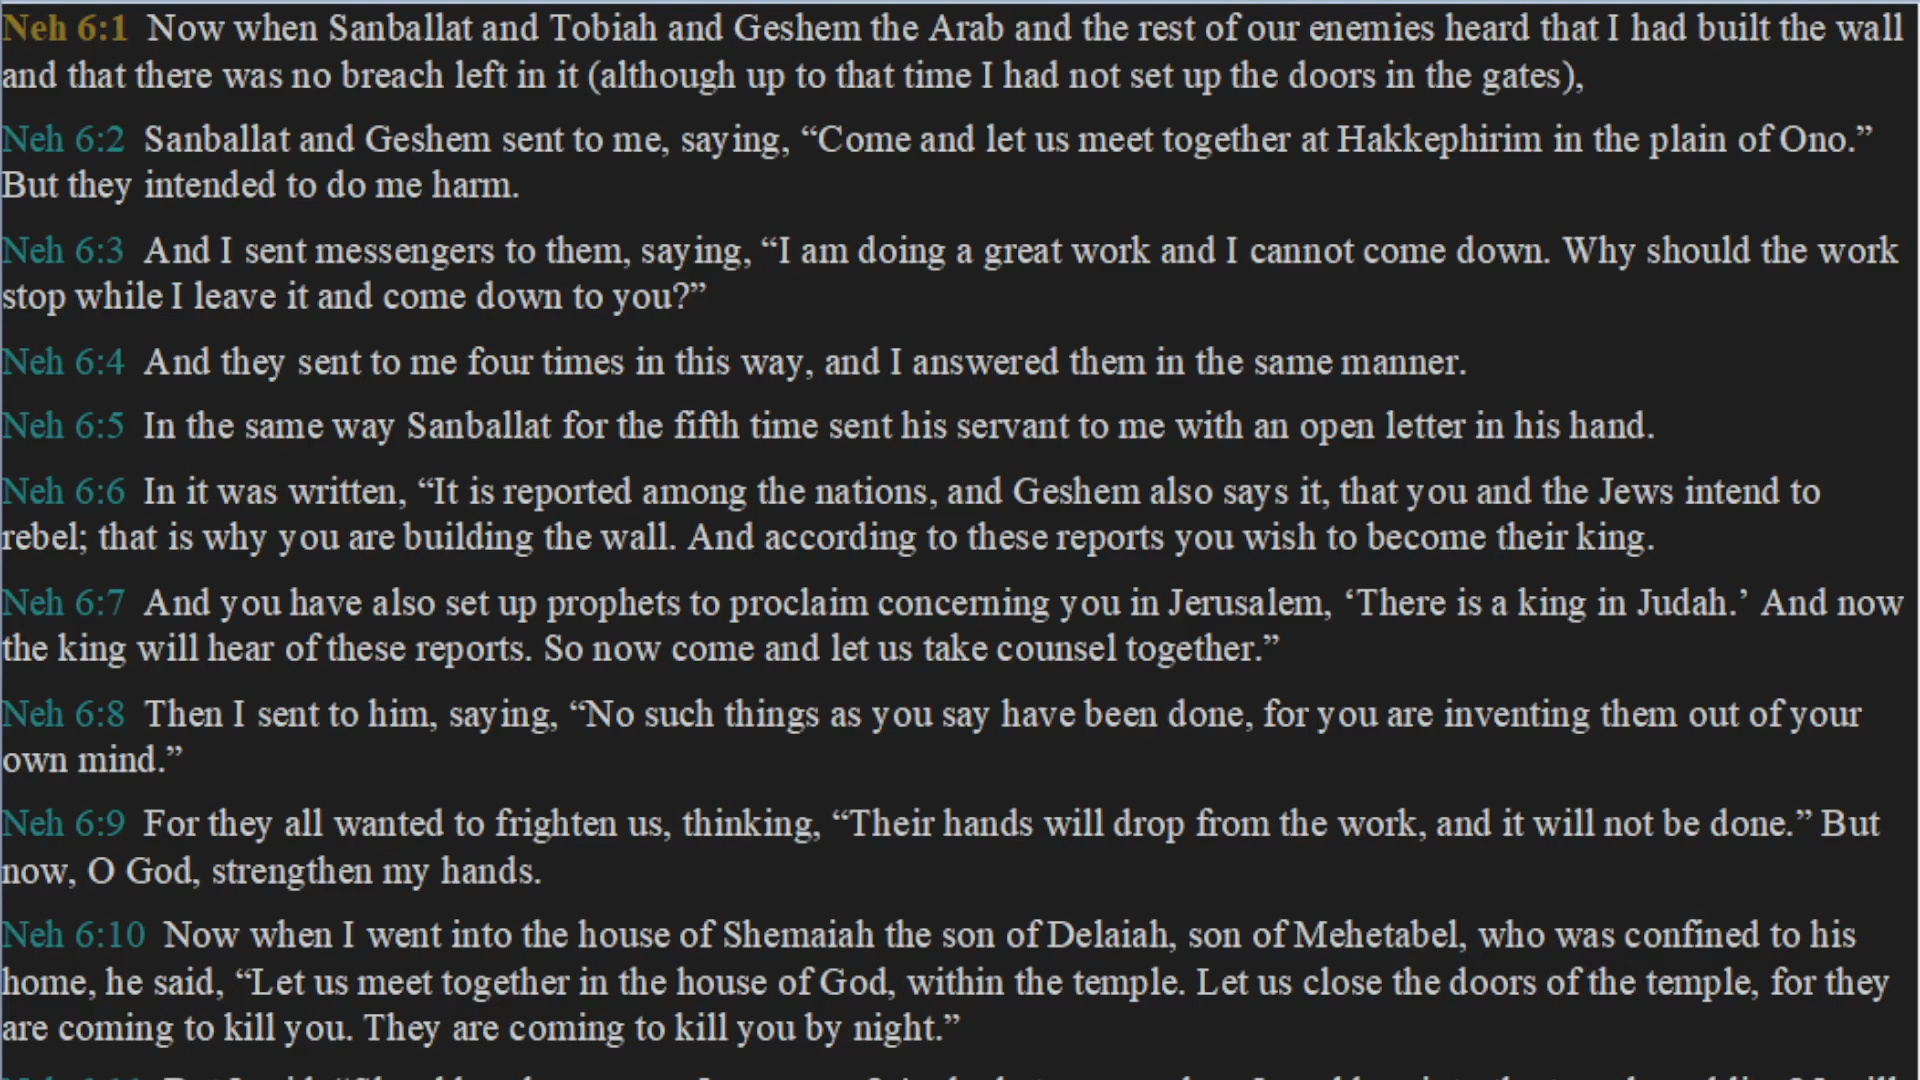 Neh 6:1 Now when Sanballat and Tobiah and Geshem the Arab and the rest of our enemies heard that I had built the wall
and that there was no breach left in it (although up to that time I had not set up the doors in the gates),
Neh 6:2 Sanballat and Geshem sent to me, saying, “Come and let us meet together at Hakkephirim in the plain of Ono.”
But they intended to do me harm.
Neh 6:3 And I sent messengers to them, saying, “I am doing a great work and I cannot come down. Why should the work
stop while I leave it and come down to you?”
Neh 6:4 And they sent to me four times in this way, and I answered them in the same manner.
Neh 6:5 In the same way Sanballat for the fifth time sent his servant to me with an open letter in his hand.
Neh 6:6 In it was written, “It is reported among the nations, and Geshem also says it, that you and the Jews intend to
rebel; that is why you are building the wall. And according to these reports you wish to become their king.
Neh 6:7 And you have also set up prophets to proclaim concerning you in Jerusalem, ‘There is a king in Judah.’ And now
the king will hear of these reports. So now come and let us take counsel together.”
Neh 6:8 Then I sent to him, saying, “No such things as you say have been done, for you are inventing them out of your
own mind.”
Neh 6:9 For they all wanted to frighten us, thinking, “Their hands will drop from the work, and it will not be done.” But
now, O God, strengthen my hands.
Neh 6:10 Now when I went into the house of Shemaiah the son of Delaiah, son of Mehetabel, who was confined to his
home, he said, “Let us meet together in the house of God, within the temple. Let us close the doors of the temple, for they
are coming to kill you. They are coming to kill you by night.”